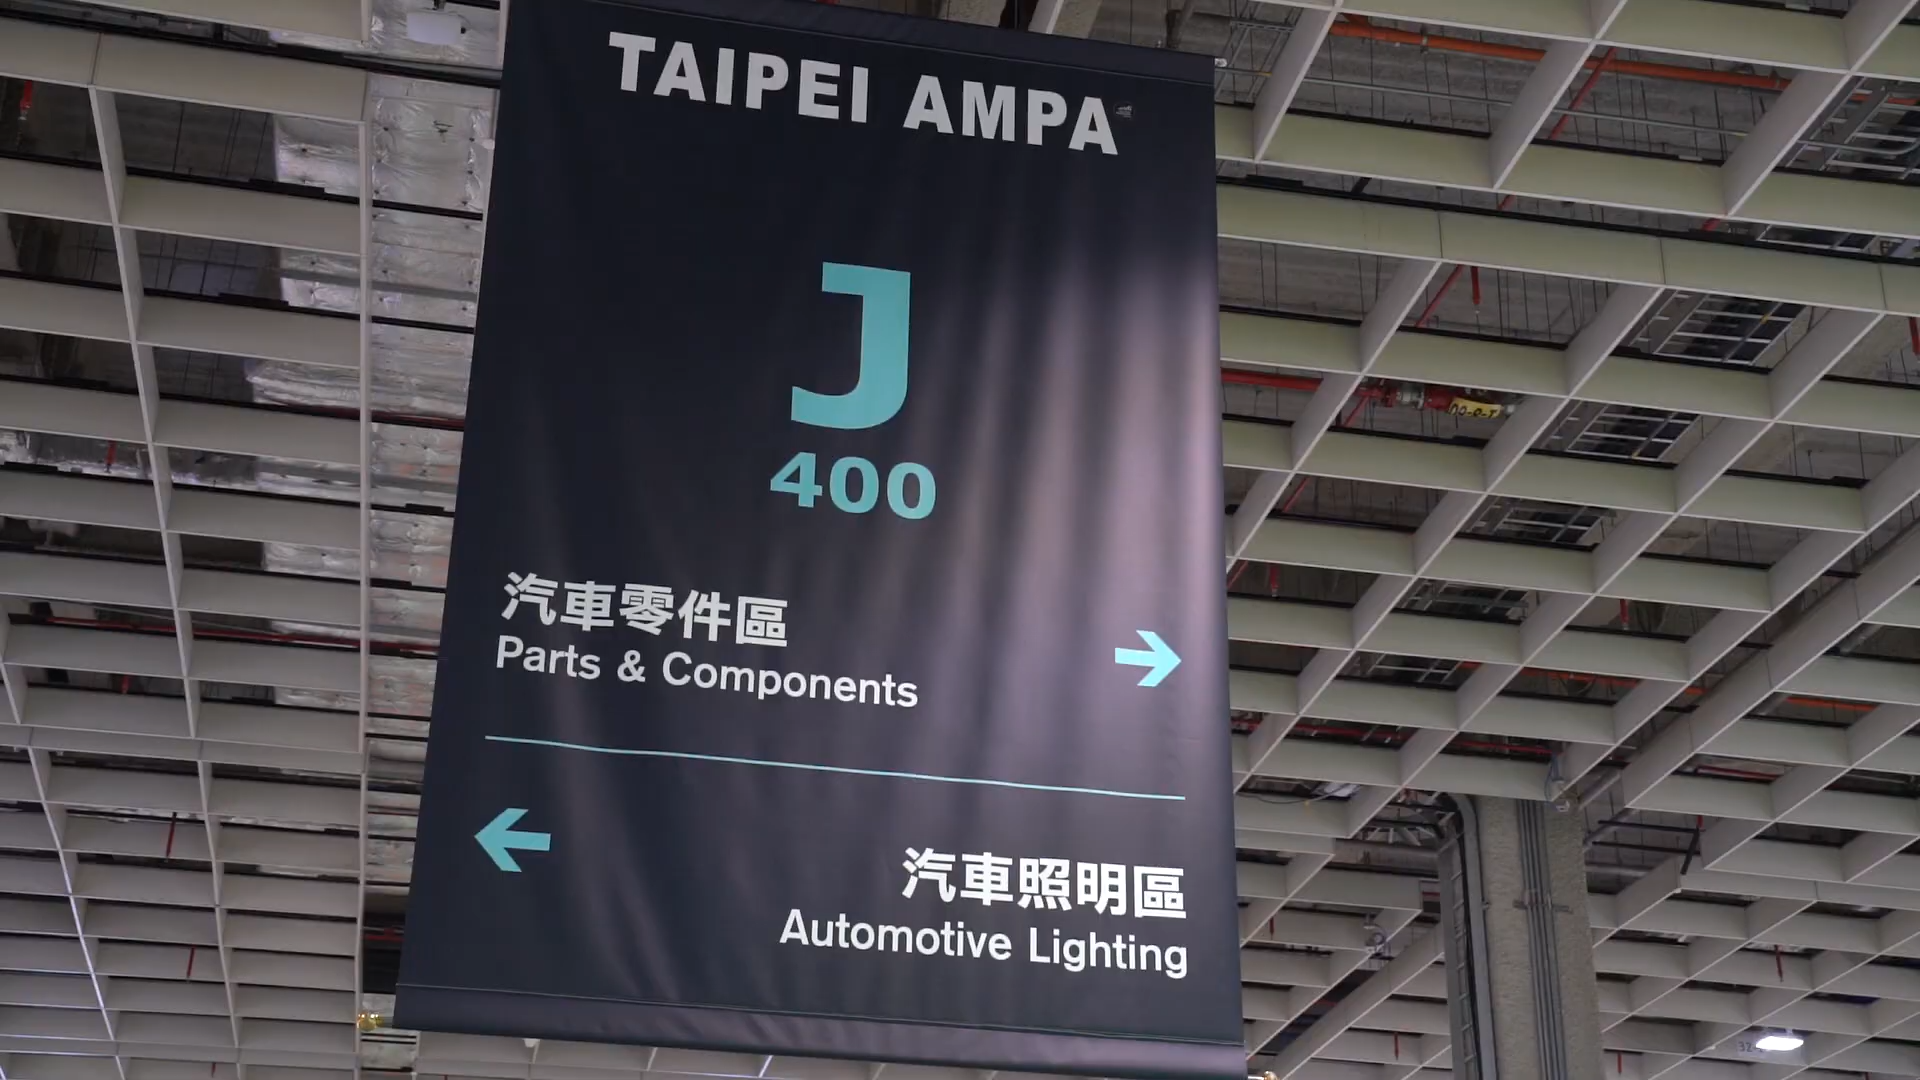 TAIPEI AMPA
J
400
汽車零件區
Parts & Components
汽車照明區
Automotive Lighting